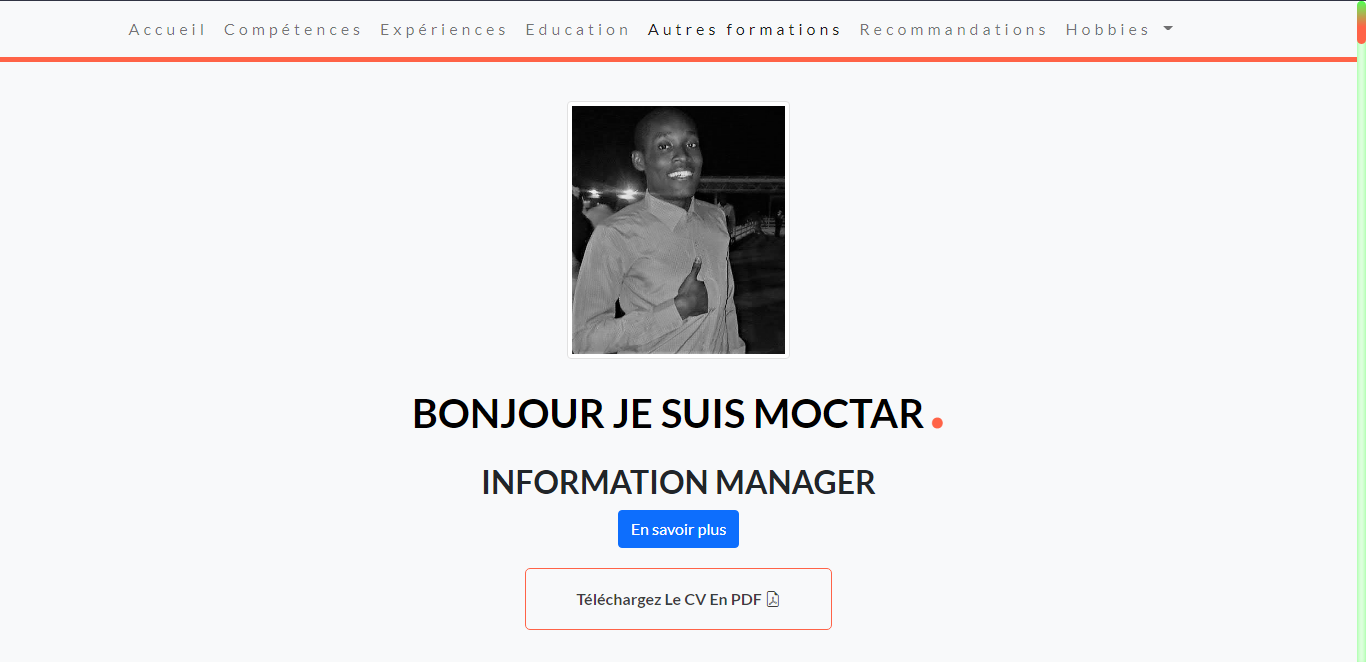 Accueil Compétences Expériences Education Autres formations Recommandations Hobbies
BONJOUR JE SUIS MOCTAR.
INFORMATION MANAGER
En savoir plus
Téléchargez Le CV En PDF